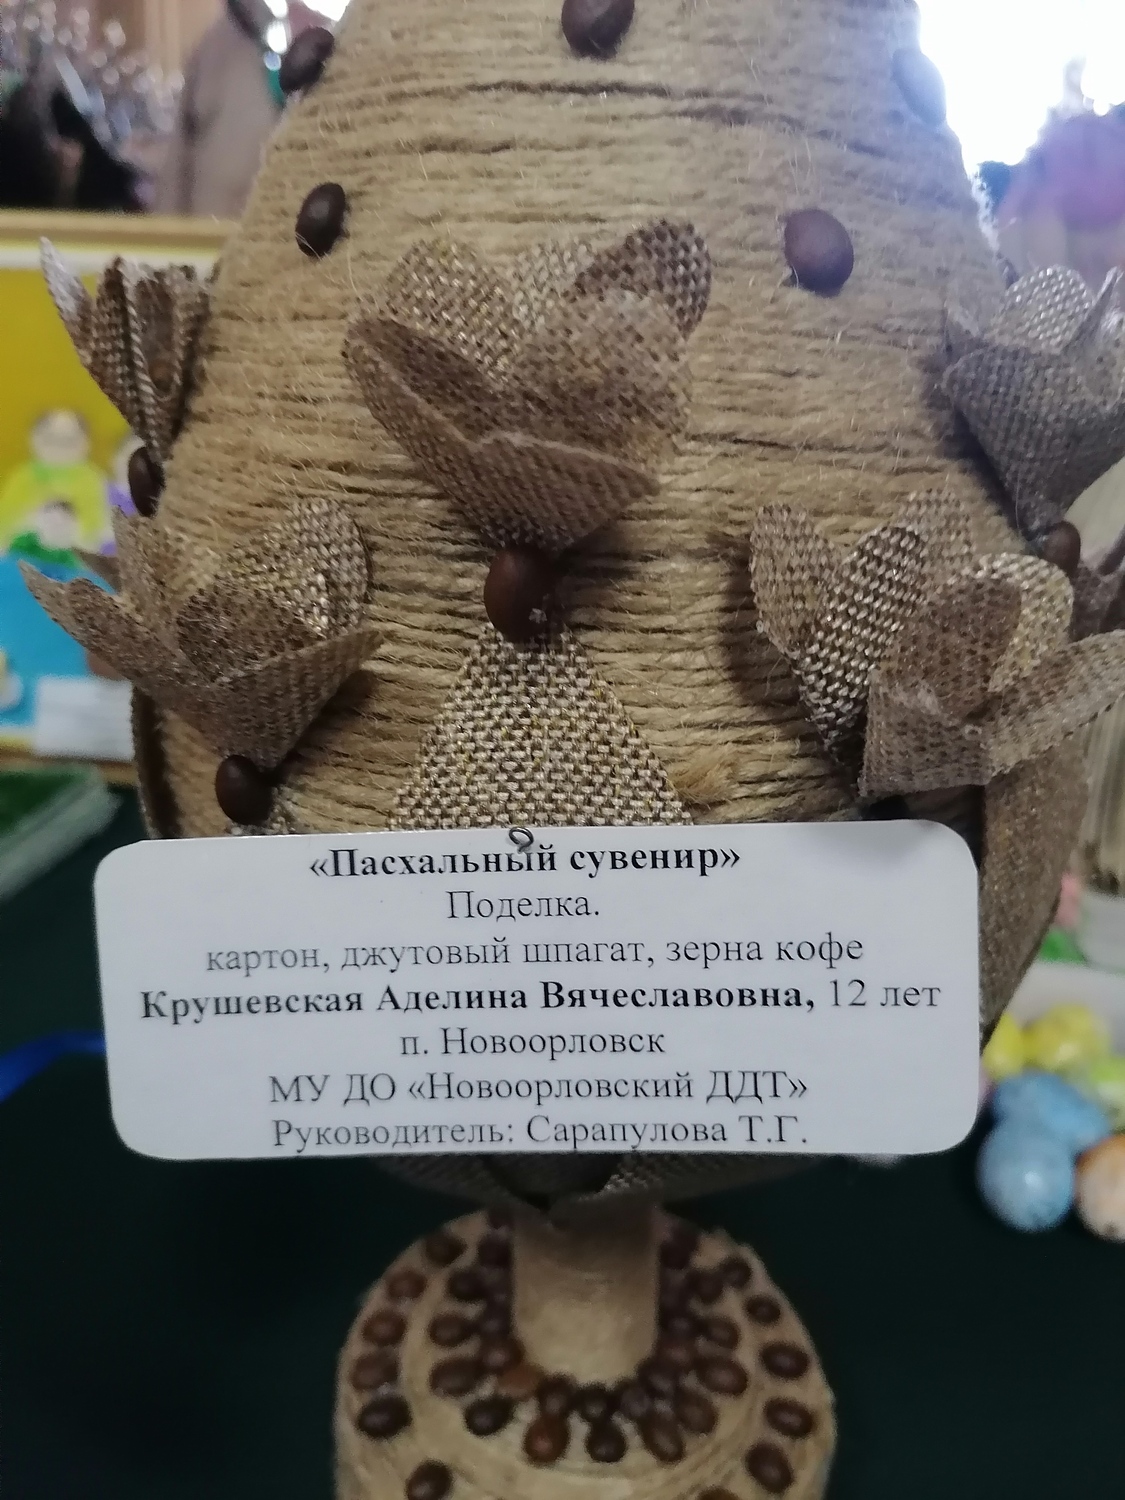 «Пасхальный сувенир»
Поделка.
картон, джутовый шпагат, зерна кофе
Крушевская Аделина Вячеславовна, 12 лет
п. Новоорловск
МУ ДО «Новоорловский ДДТ»
Руководитель: Сарапулова Т.Г.